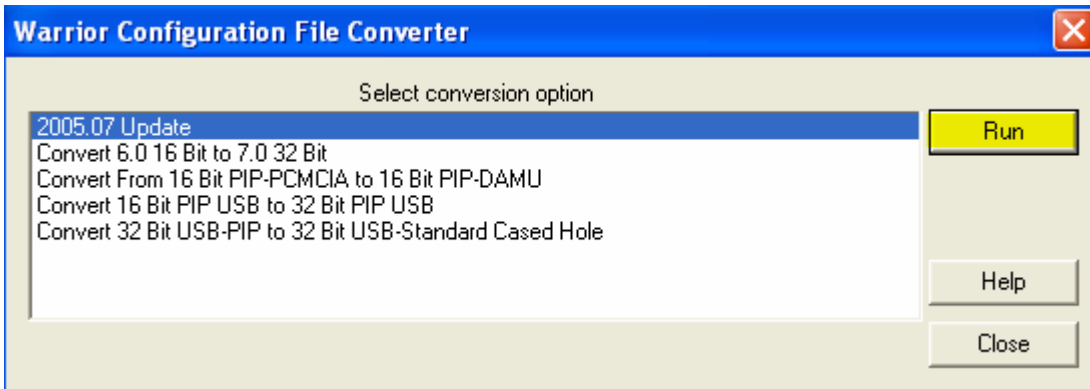 Warrior Configuration File Converter
Select conversion option
2005.07 Update
Convert 6.0 16 Bit to 7.0 32 Bit
Convert From 16 Bit PIP-PCMCIA to 16 Bit PIP-DAMU
Convert 16 Bit PIP USB to 32 Bit PIP USB
Convert 32 Bit USB-PIP to 32 Bit USB-Standard Cased Hole
Run
Help
Close